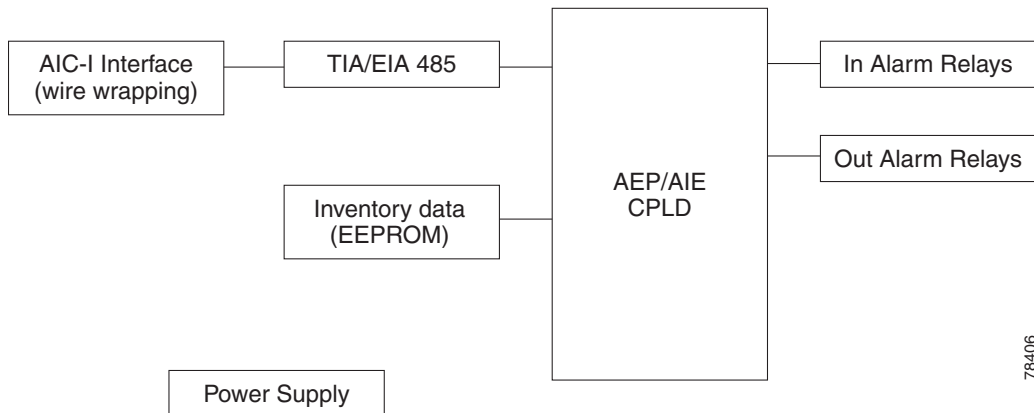 AIC-I Interface
(wire wrapping)
TIA/EIA 485
In Alarm Relays
Out Alarm Relays
AEP/AIE
CPLD
Inventory data
(EEPROM)
Power Supply
78406